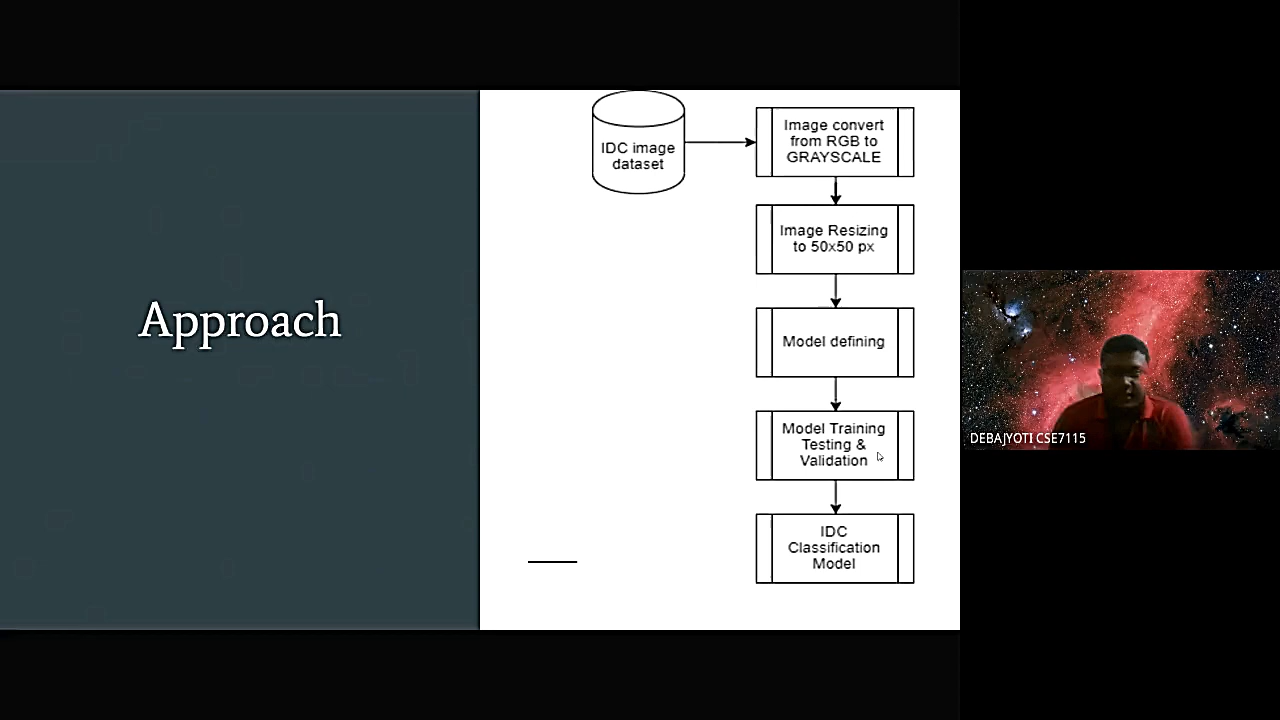 Approach
IDC image
dataset
Image convert
from RGB to
GRAYSCALE
Image Resizing
to 50x50 px
Model defining
Model Training
Testing &
Validation
IDC
Classification
Model
DEBAJYOTI CSE7115